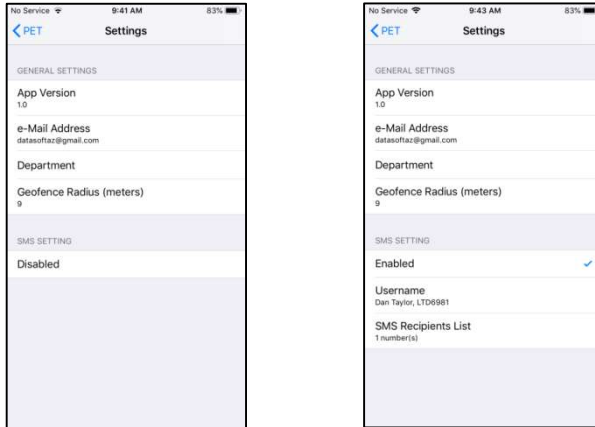 No Service 9:41 AM 83%
PET Settings
GENERAL SETTINGS
App Version
1.0
e-Mail Address
datasoftaz@gmail.com
Department
Geofence Radius (meters)
9
SMS SETTING
Disabled
No Service 9:43 AM 83%
PET Settings
GENERAL SETTINGS
App Version
1.0
e-Mail Address
datasoftaz@gmail.com
Department
Geofence Radius (meters)
9
SMS SETTING
Enabled
Username
Dan Taylor, LTD6981
SMS Recipients List
1 number(s)